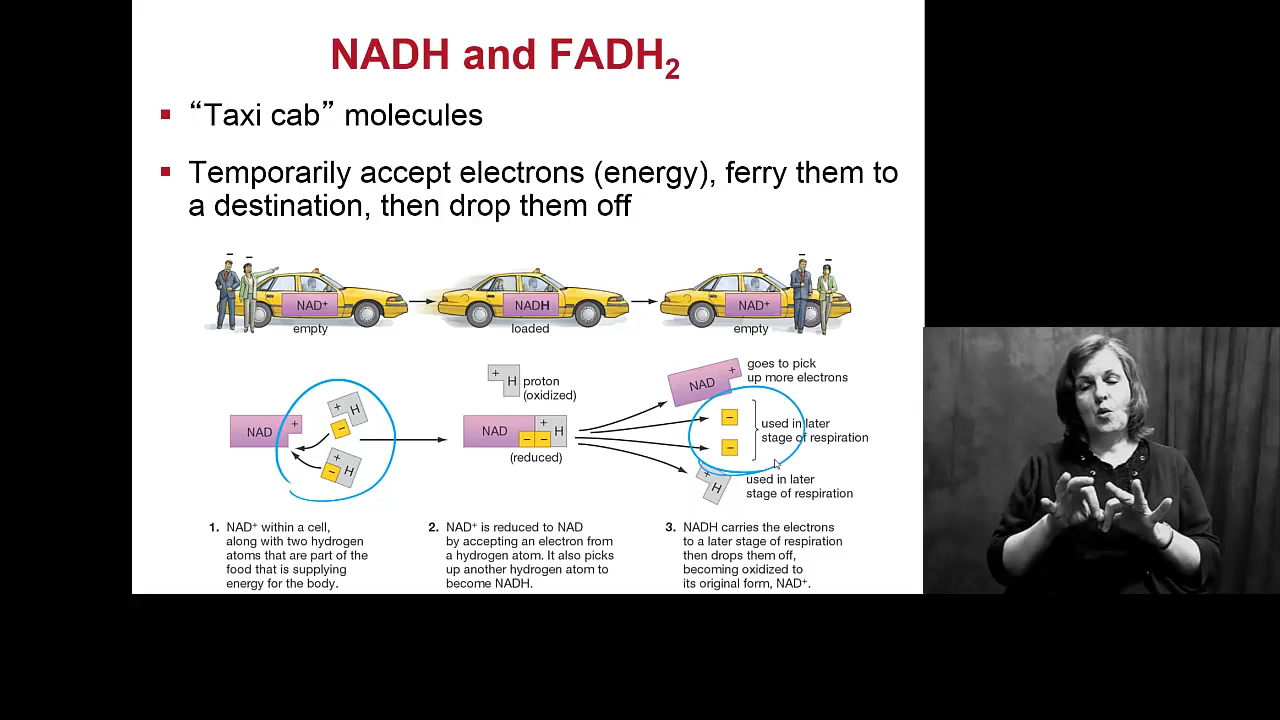 NADH and FADH2
▪ “Taxi cab” molecules
▪ Temporarily accept electrons (energy), ferry them to
a destination, then drop them off
– –
– –
NAD+
NADH
NAD+
empty
loaded
empty
+ H
proton
(oxidized)
NAD +
goes to pick
up more electrons
NAD +
+ H
–
+ H
–
NAD + H
– –
(reduced)
–
–
used in later
stage of respiration
+ H
used in later
stage of respiration
1. NAD+ within a cell,
along with two hydrogen
atoms that are part of the
food that is supplying
energy for the body.
2. NAD+ is reduced to NAD
by accepting an electron from
a hydrogen atom. It also picks
up another hydrogen atom to
become NADH.
3. NADH carries the electrons
to a later stage of respiration
then drops them off,
becoming oxidized to
its original form, NAD+.